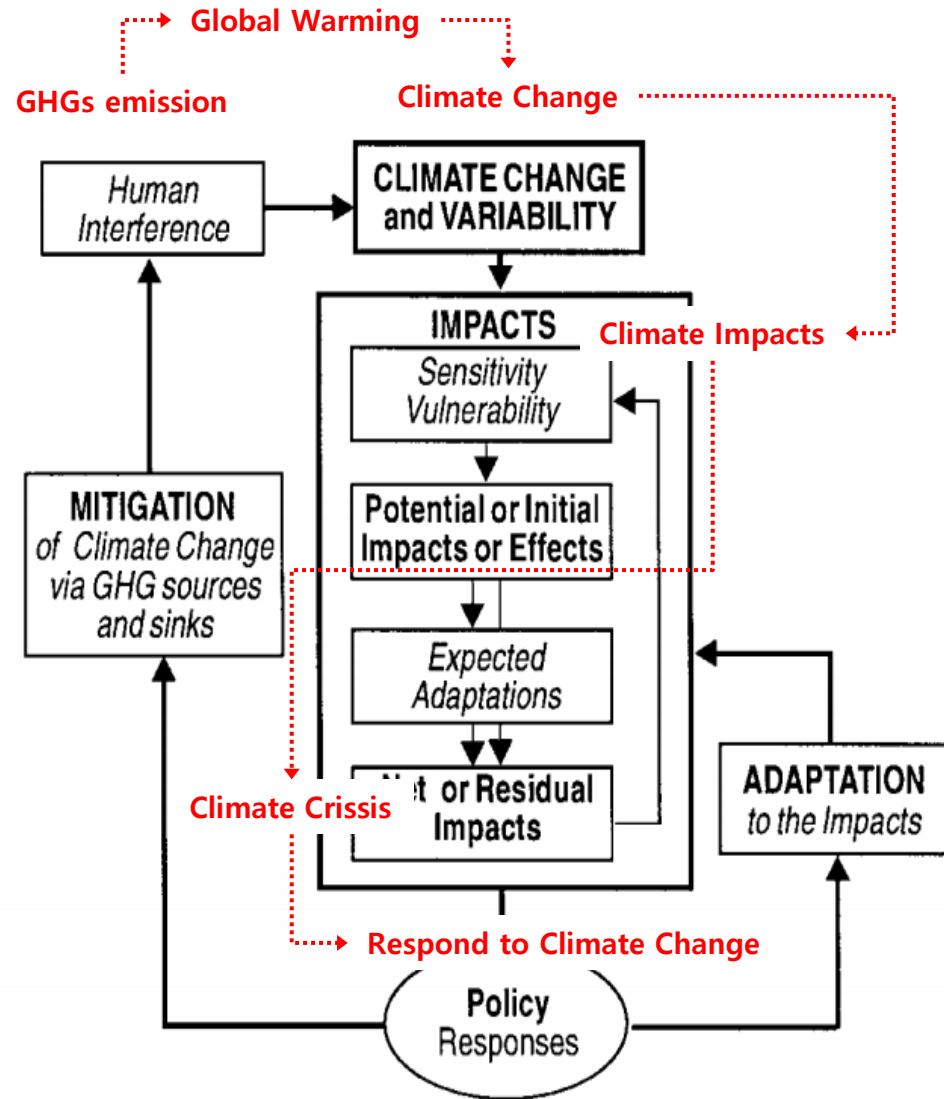 Global Warming
GHGs emission
Climate Change
Human
Interference
CLIMATE CHANGE
and VARIABILITY
IMPACTS
Climate Impacts
Sensitivity
Vulnerability
Potential or Initial
Impacts or Effects
MITIGATION
of Climate Change
via GHG sources
and sinks
Expected
Adaptations
ADAPTATION
to the Impacts
Climate Crissis
et or Residual
Impacts
Respond to Climate Change
Policy
Responses